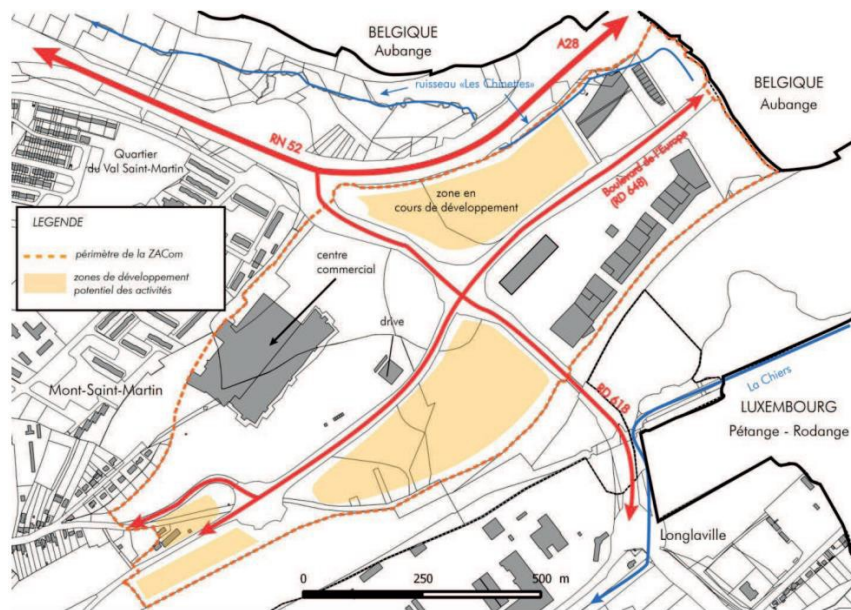 BELGIQUE
Aubange
A28
ruisseau «Les Chinettes»
BELGIQUE
Aubange
RN 52
Quartier
du Val Saint-Martin
Boulevard de l'Europe
(RD 648)
zone en
cours de développement
LEGENDE
périmètre de la ZACom
zones de développement
potentiel des activités
centre
commercial
drive
Mont-Saint-Martin
RD 618
La Chiers
LUXEMBOURG
Pétange - Rodange
Longlaville
0 250 500 m